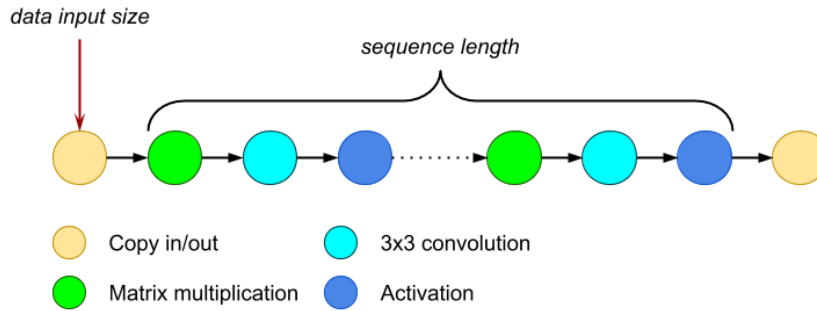 data input size
sequence length
Copy in/out
3x3 convolution
Matrix multiplication
Activation